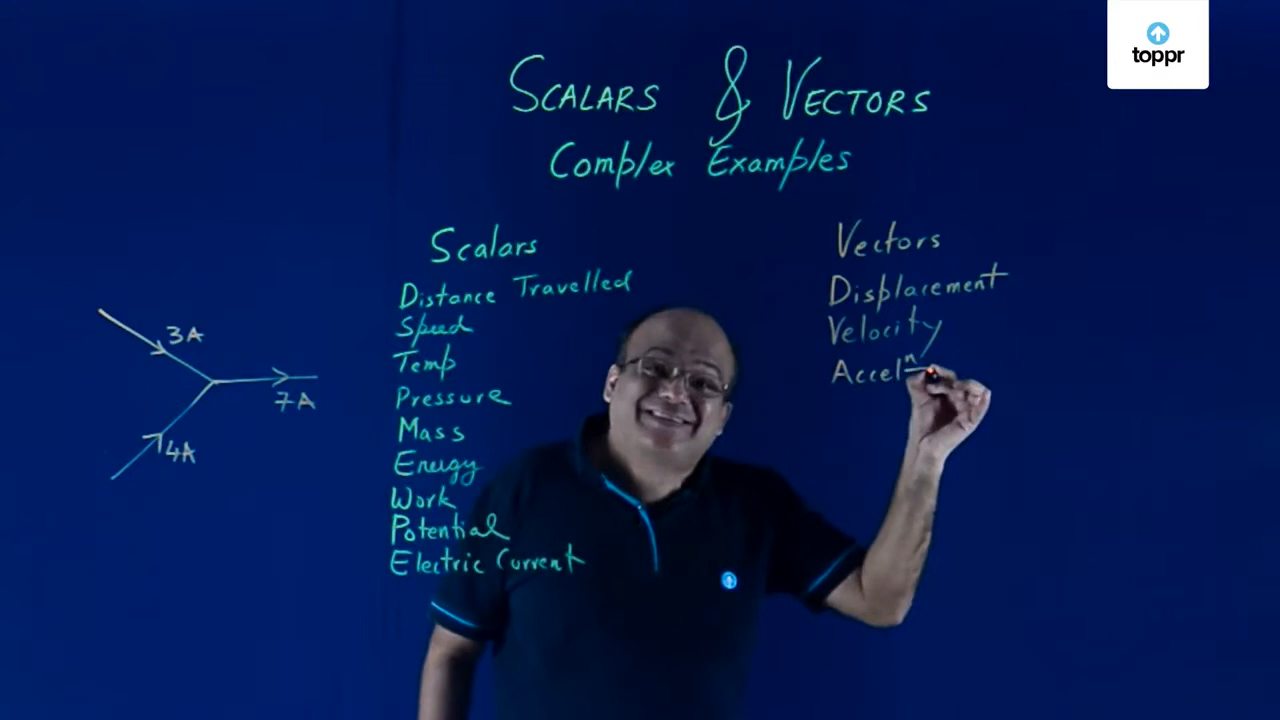 toppr
SCALARS & VECTORS
Complex Examples
Scalars
Distance Travelled
Speed
Temp
Pressure
Mass
Energy
Work
Potential
Electric Current
Vectors
Displacement
Velocity
Accelⁿ
3A
7A
4A